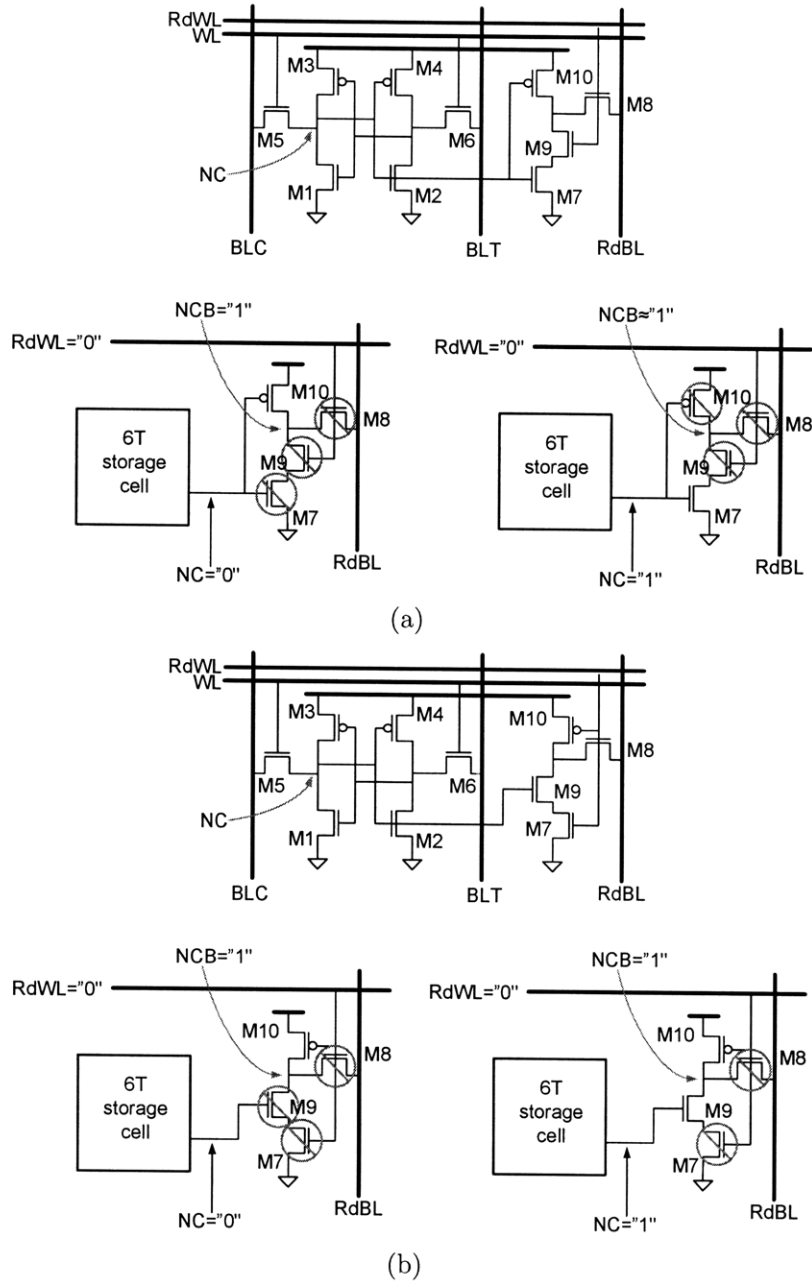 RdWL
WL
M3 M4 M10
M8
M5 M6 M9
NC
M1 M2 M7
BLC BLT RdBL
NCB="1" NCB≈"1"
RdWL="0" RdWL="0"
M10 M10
M8 M8
6T storage cell 6T storage cell
M9 M9
M7 M7
RdBL RdBL
NC="0" NC="1"
(a)
RdWL
WL
M3 M4 M10
M8
M5 M6 M9
NC M7
M1 M2
BLC BLT RdBL
NCB="1" NCB="1"
RdWL="0" RdWL="0"
M10 M10
M8 M8
6T storage cell 6T storage cell
M9 M9
M7 M7
RdBL RdBL
NC="0" NC="1"
(b)